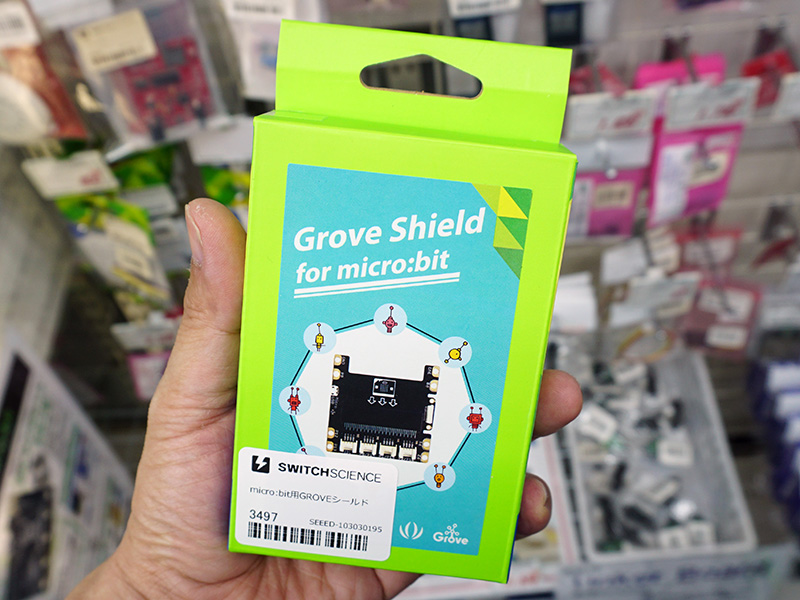 Grove Shield
for micro:bit
SWITCHSCIENCE
micro:bit用GROVEシールド
3497
SEEED-103030195
Grove